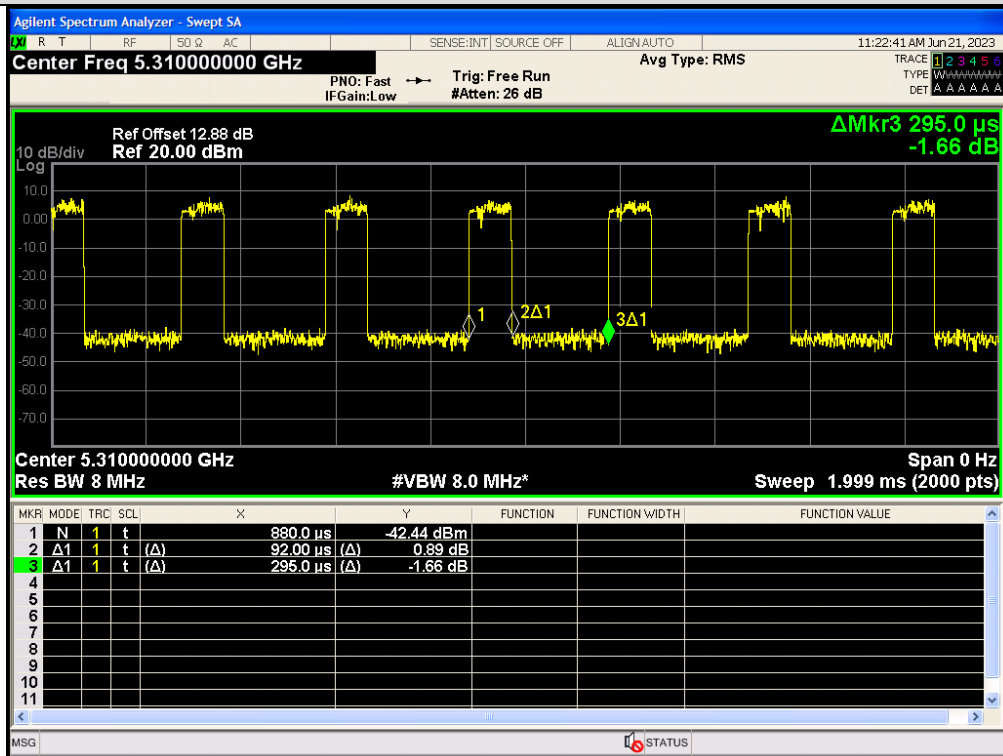 Agilent Spectrum Analyzer - Swept SA
LXI R T RF 50 Ω AC SENSE:INT SOURCE OFF ALIGN AUTO 11:22:41 AM Jun 21, 2023
Center Freq 5.310000000 GHz Avg Type: RMS TRACE 1 2 3 4 5 6
PNO: Fast Trig: Free Run TYPE W
IFGain:Low #Atten: 26 dB DET A A A A A A
ΔMkr3 295.0 µs
-1.66 dB
Ref Offset 12.88 dB
10 dB/div Ref 20.00 dBm
Log
10.0
0.00
-10.0
-20.0
-30.0
1 2Δ1 3Δ1
-40.0
-50.0
-60.0
-70.0
Center 5.310000000 GHz Span 0 Hz
Res BW 8 MHz #VBW 8.0 MHz* Sweep 1.999 ms (2000 pts)
MKR MODE TRC SCL X Y FUNCTION FUNCTION WIDTH FUNCTION VALUE
1 N 1 t 880.0 µs -42.44 dBm
2 Δ1 1 t (Δ) 92.00 µs (Δ) 0.89 dB
3 Δ1 1 t (Δ) 295.0 µs (Δ) -1.66 dB
4
5
6
7
8
9
10
11
MSG STATUS